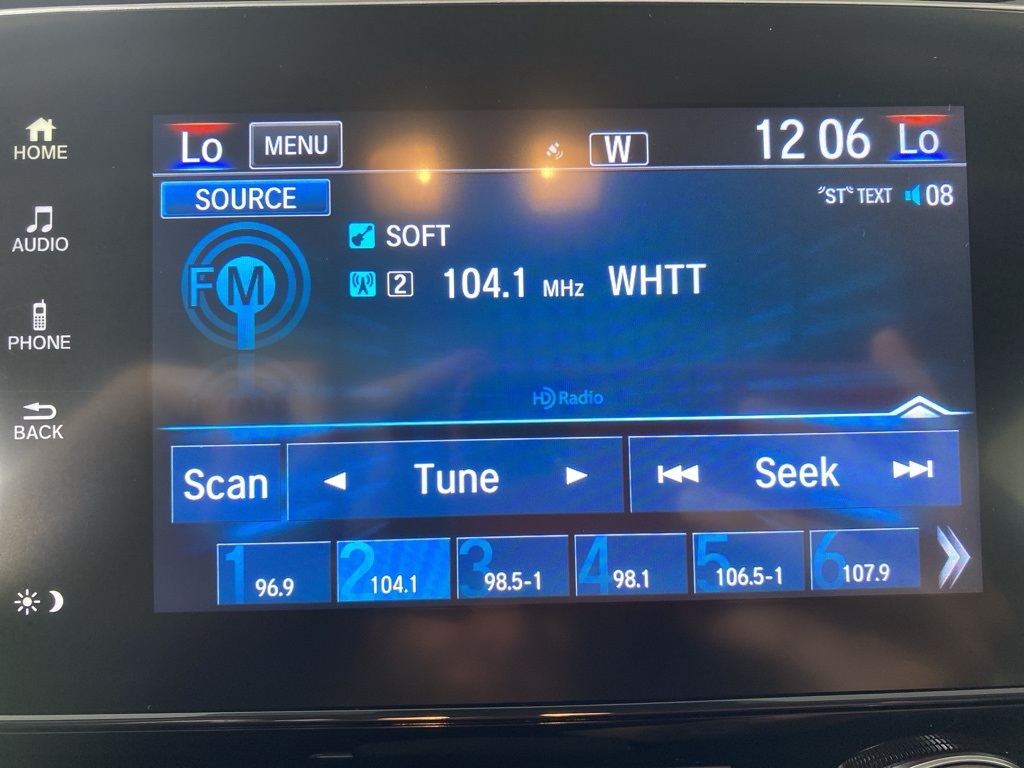 HOME
AUDIO
PHONE
BACK
Lo MENU W 12 06 Lo
SOURCE "ST" TEXT 08
FM
SOFT
2 104.1 MHz WHTT
HD Radio
Scan Tune Seek
1 96.9 2 104.1 3 98.5-1 4 98.1 5 106.5-1 6 107.9